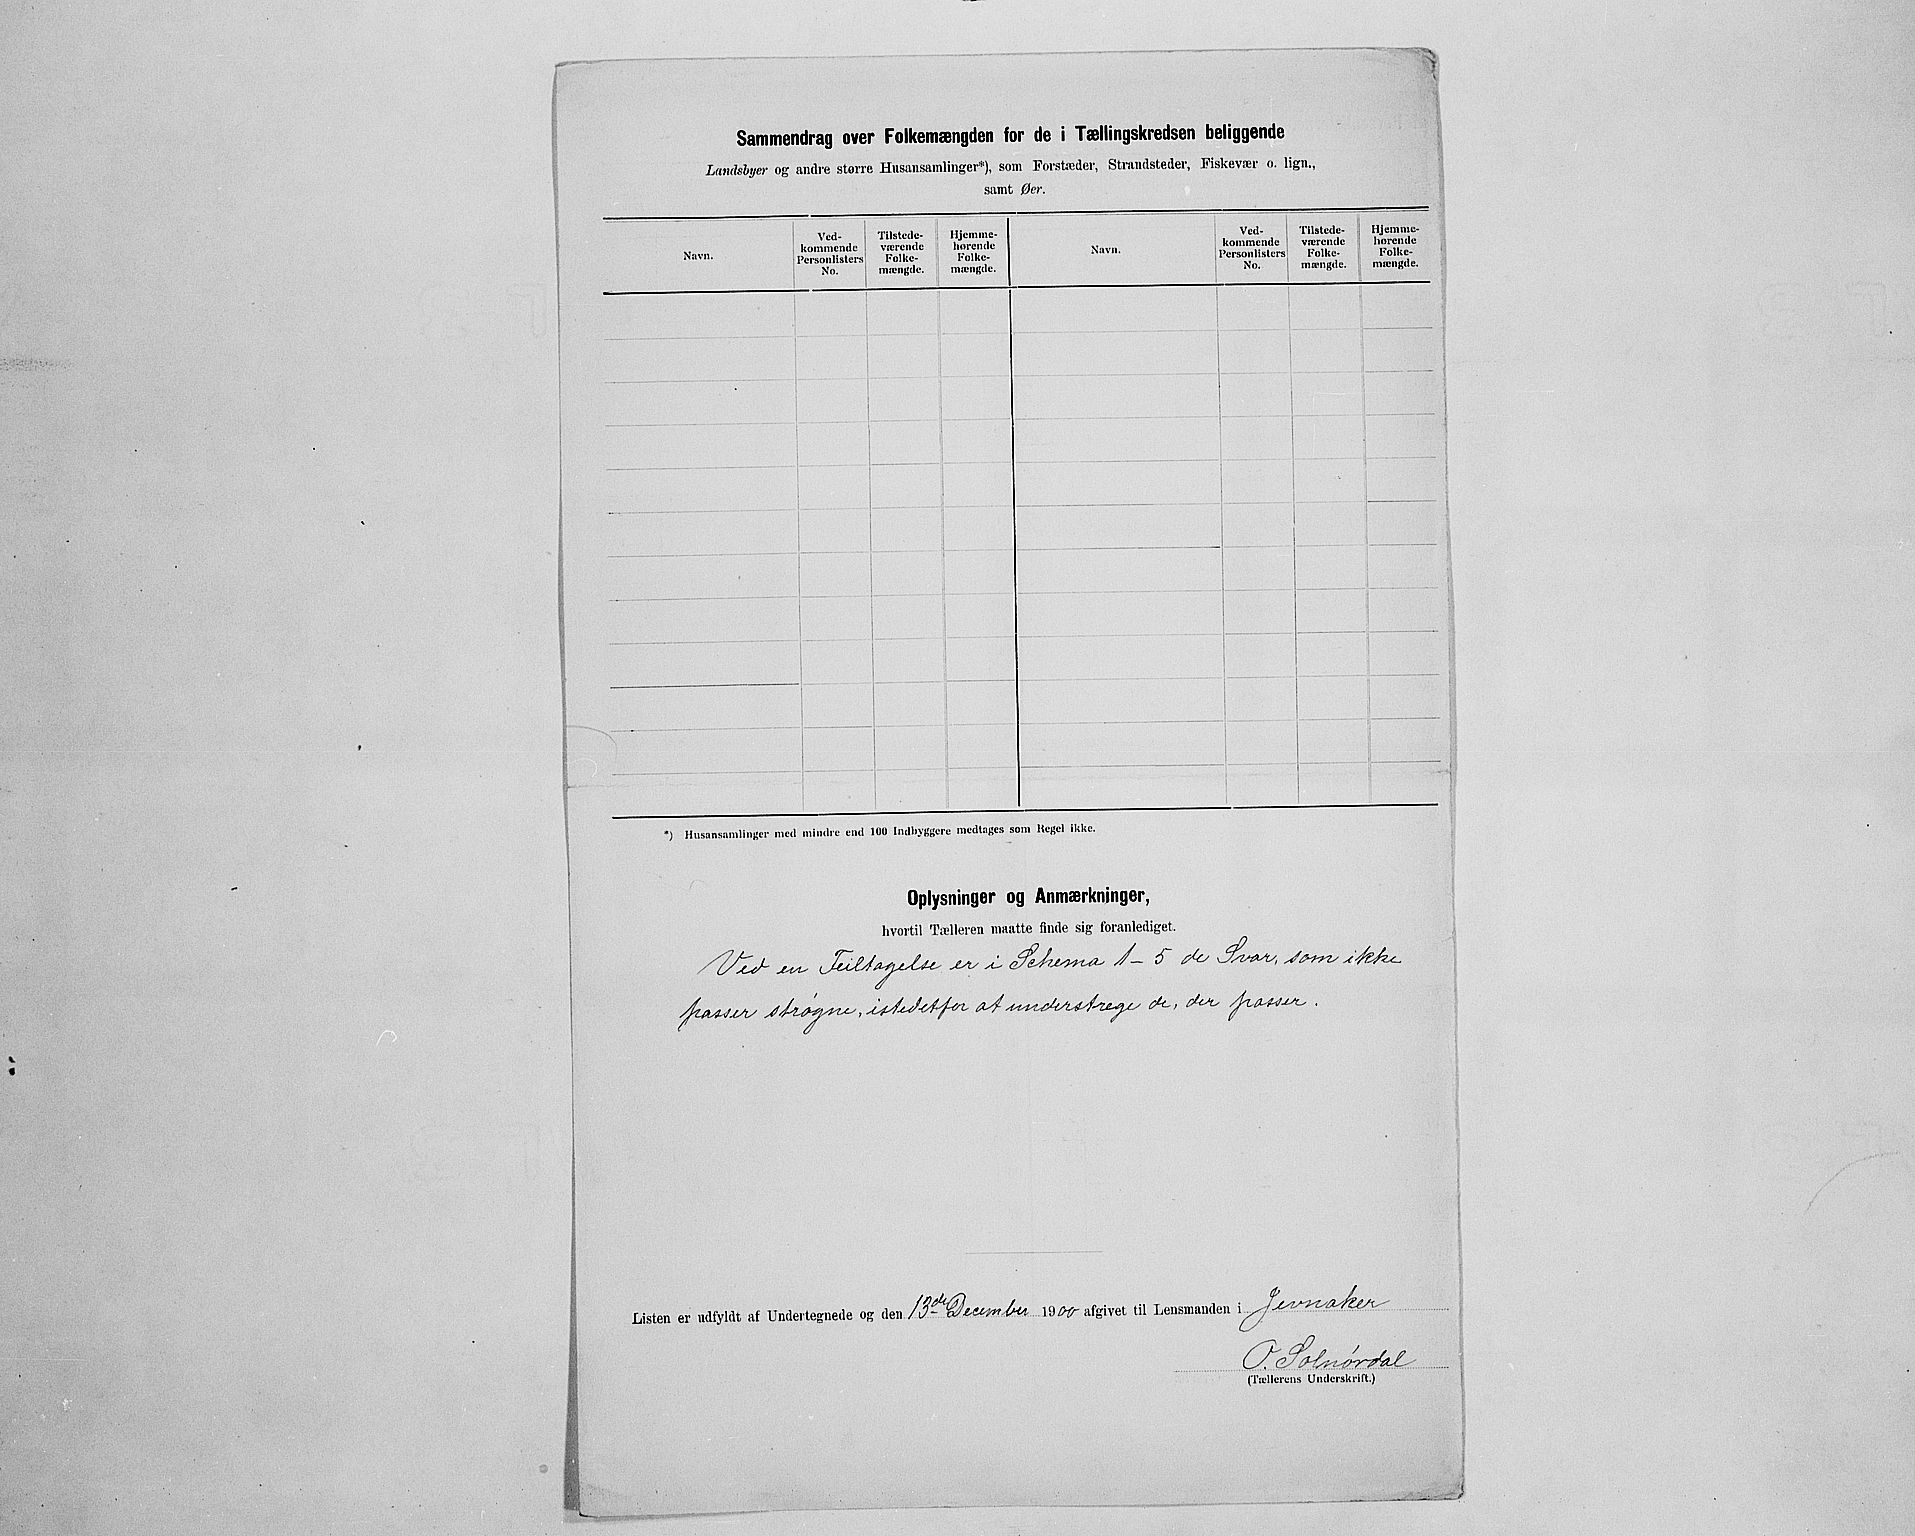 Sammendrag over Folkemængden for de i Tællingskredsen beliggende
Landsbyer og andre større Husansamlinger*), som Forstæder, Strandsteder, Fiskevær o. lign.,
samt Øer.
Navn.
Ved-
kommende
Personlisters
No.
Tilstede-
værende
Folke-
mængde.
Hjemme-
hørende
Folke-
mængde.
Navn.
Ved-
kommende
Personlisters
No.
Tilstede-
værende
Folke-
mængde.
Hjemme-
hørende
Folke-
mængde.
*) Husansamlinger med mindre end 100 Indbyggere medtages som Regel ikke.
Oplysninger og Anmærkninger,
hvortil Tælleren maatte finde sig foranlediget.
Ved en Feiltagelse er i Schema 1–5 de Svar, som ikke
passer strøgne, istedetfor at understrege de, der passer.
Listen er udfyldt af Undertegnede og den 13de December 1900 afgivet til Lensmanden i Jevnaker
O. Solnørdal
(Tællerens Underskrift.)